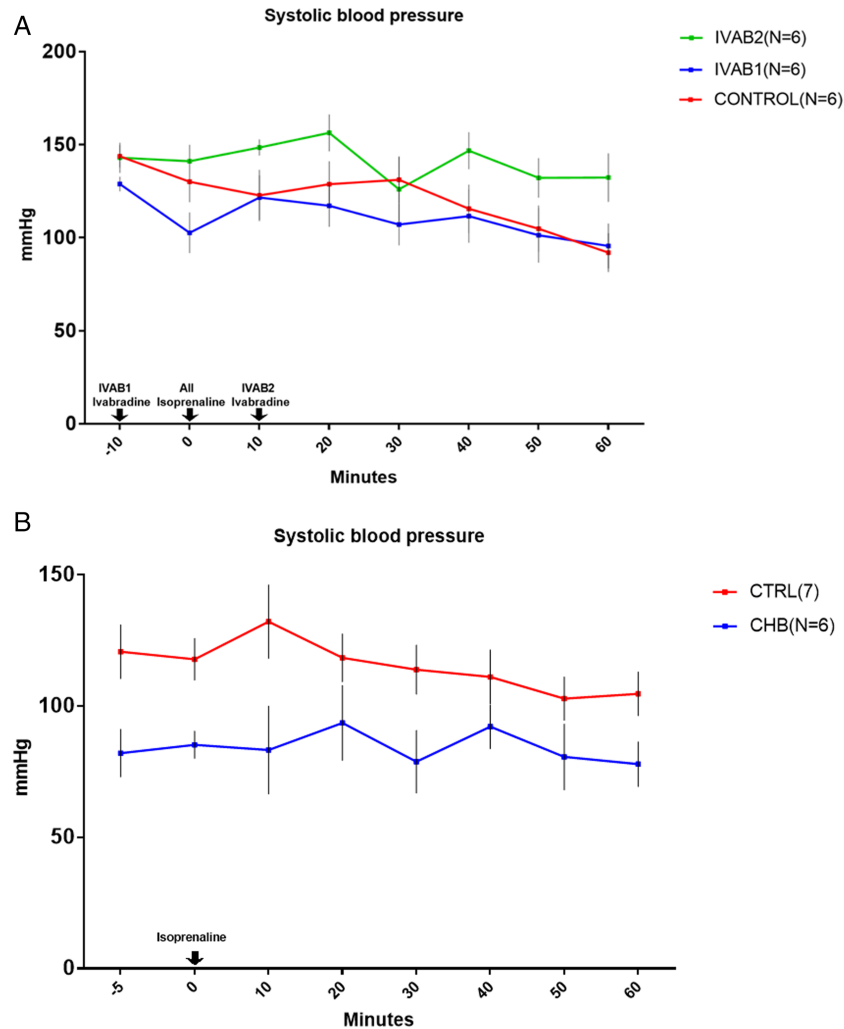 A
Systolic blood pressure
IVAB2(N=6)
IVAB1(N=6)
CONTROL(N=6)
200
150
100
50
0
mmHg
IVAB1
Ivabradine
All
Isoprenaline
IVAB2
Ivabradine
-10
0
10
20
30
40
50
60
Minutes
B
Systolic blood pressure
CTRL(7)
CHB(N=6)
150
100
50
0
mmHg
Isoprenaline
-5
0
10
20
30
40
50
60
Minutes